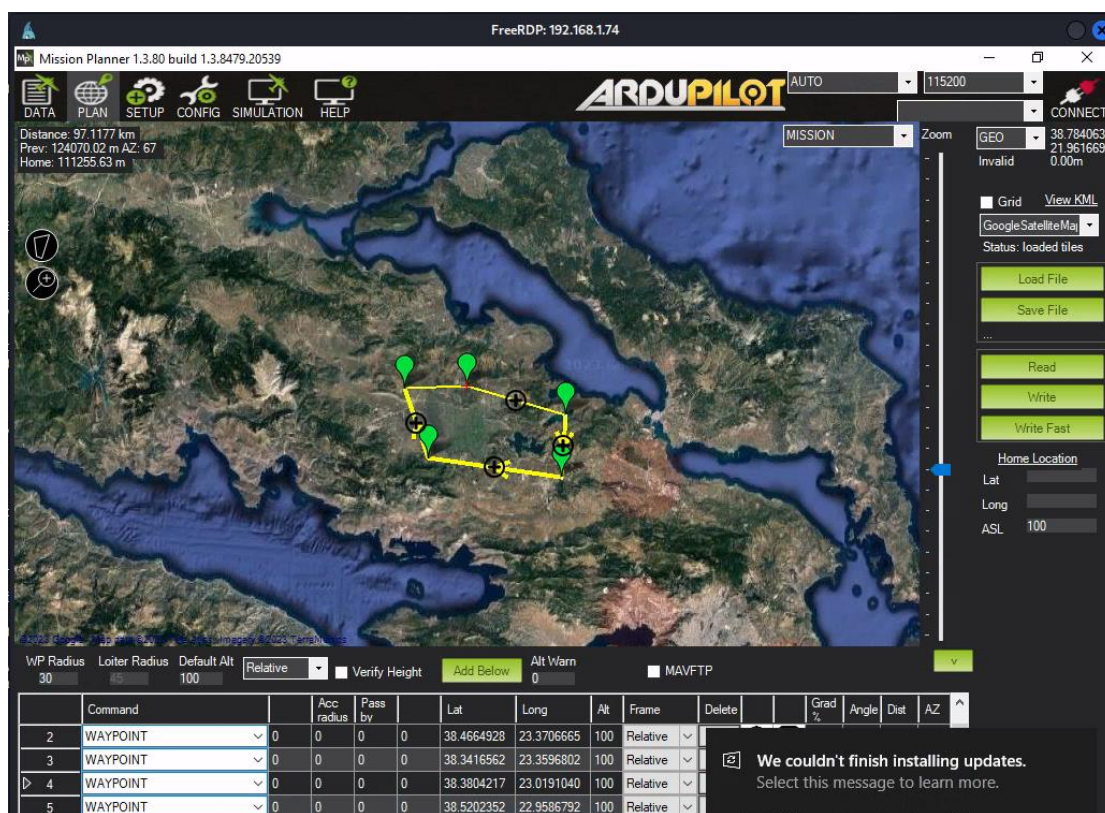 FreeRDP: 192.168.1.74
Mission Planner 1.3.80 build 1.3.8479.20539
DATA PLAN SETUP CONFIG SIMULATION HELP
ARDUPILOT
AUTO 115200
CONNECT
Distance: 97.1177 km
Prev: 124070.02 m AZ: 67
Home: 111255.63 m
MISSION
Zoom
GEO 38.784063
21.961669
Invalid 0.00m
Grid View KML
GoogleSatelliteMap
Status: loaded tiles
Load File
Save File
...
Read
Write
Write Fast
Home Location
Lat
Long
ASL 100
WP Radius Loiter Radius Default Alt
30 45 100
Relative
Verify Height
Add Below
Alt Warn
0
MAVFTP
v
Command Acc radius Pass by Lat Long Alt Frame Delete Grad % Angle Dist AZ
2 WAYPOINT 0 0 0 0 38.4664928 23.3706665 100 Relative
3 WAYPOINT 0 0 0 0 38.3416562 23.3596802 100 Relative
4 WAYPOINT 0 0 0 0 38.3804217 23.0191040 100 Relative
5 WAYPOINT 0 0 0 0 38.5202352 22.9586792 100 Relative
We couldn't finish installing updates.
Select this message to learn more.